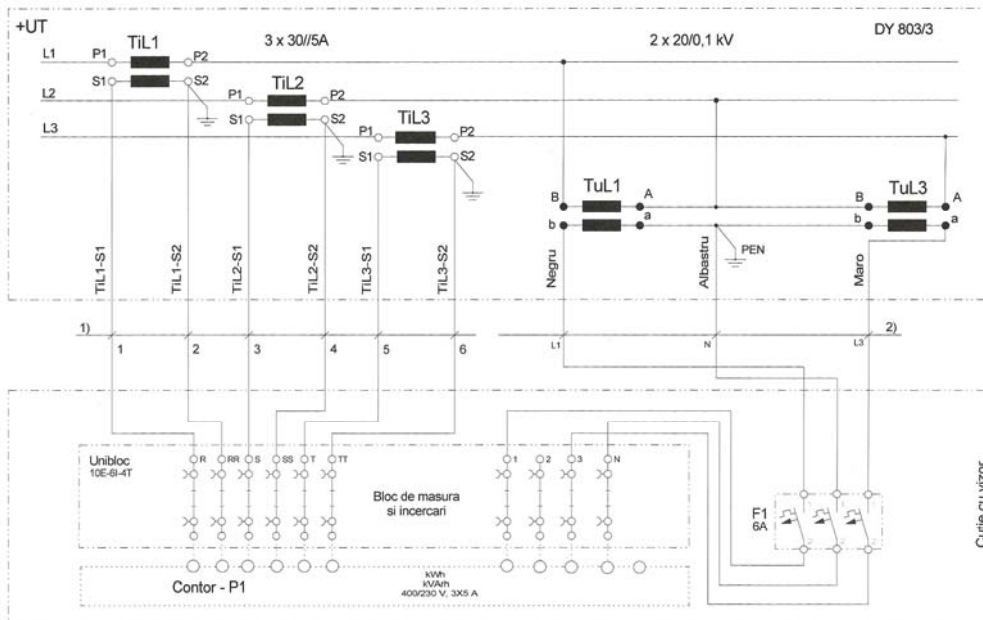 +UT
TiL1
3 x 30//5A
2 x 20/0,1 kV
DY 803/3
L1
P1
P2
S1
S2
TiL2
L2
P1
P2
S1
S2
TiL3
L3
P1
P2
S1
S2
TuL1
TuL3
B
A
B
A
b
a
b
a
PEN
TiL1-S1
TiL1-S2
TiL2-S1
TiL2-S2
TiL3-S1
TiL3-S2
Negru
Albastru
Maro
1)
2)
1
2
3
4
5
6
L1
N
L3
Unibloc
10E-6I-4T
R
RR
S
SS
T
TT
1
2
3
N
Bloc de masura
si incercari
F1
6A
Cutie cu vizor
Contor - P1
kWh
kVArh
400/230 V, 3X5 A